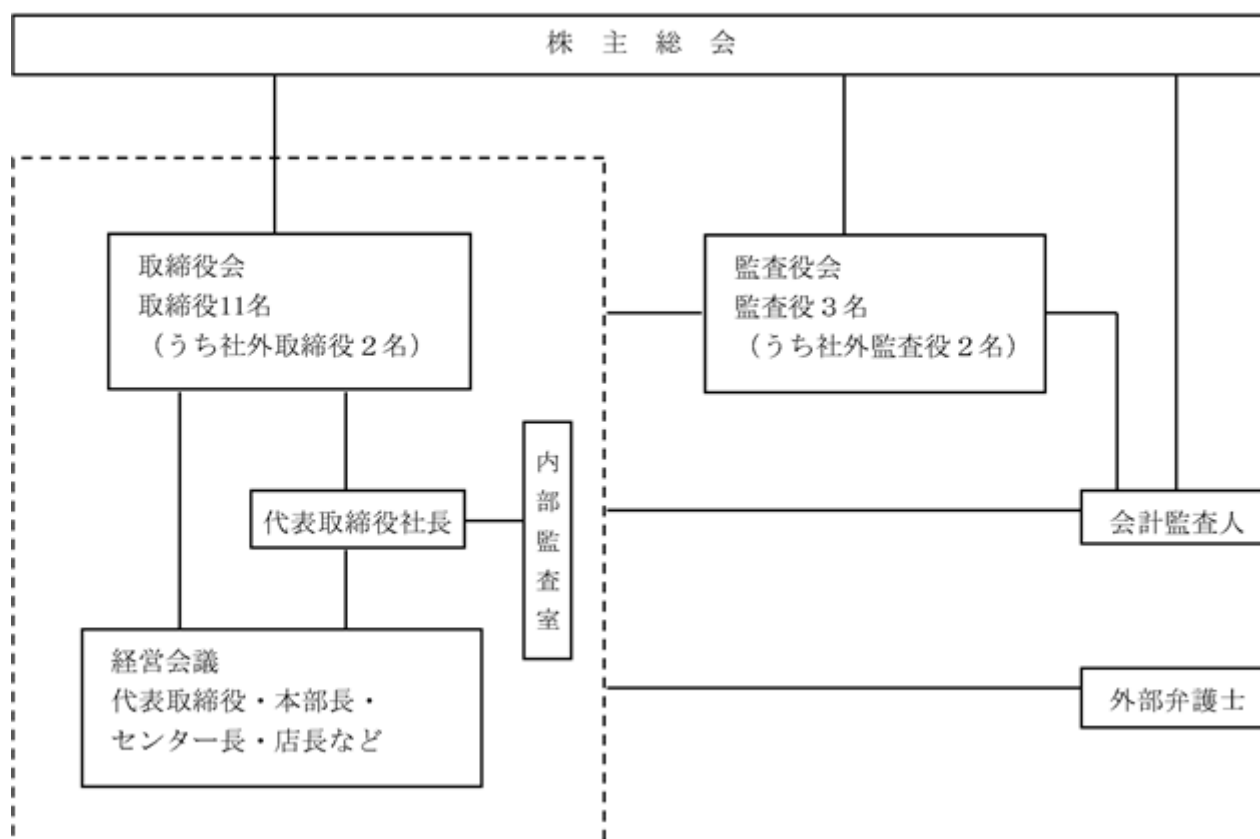 株 主 総 会
取締役会
取締役11名
（うち社外取締役２名）
監査役会
監査役３名
（うち社外監査役２名）
内部監査室
代表取締役社長
会計監査人
経営会議
代表取締役・本部長・
センター長・店長など
外部弁護士